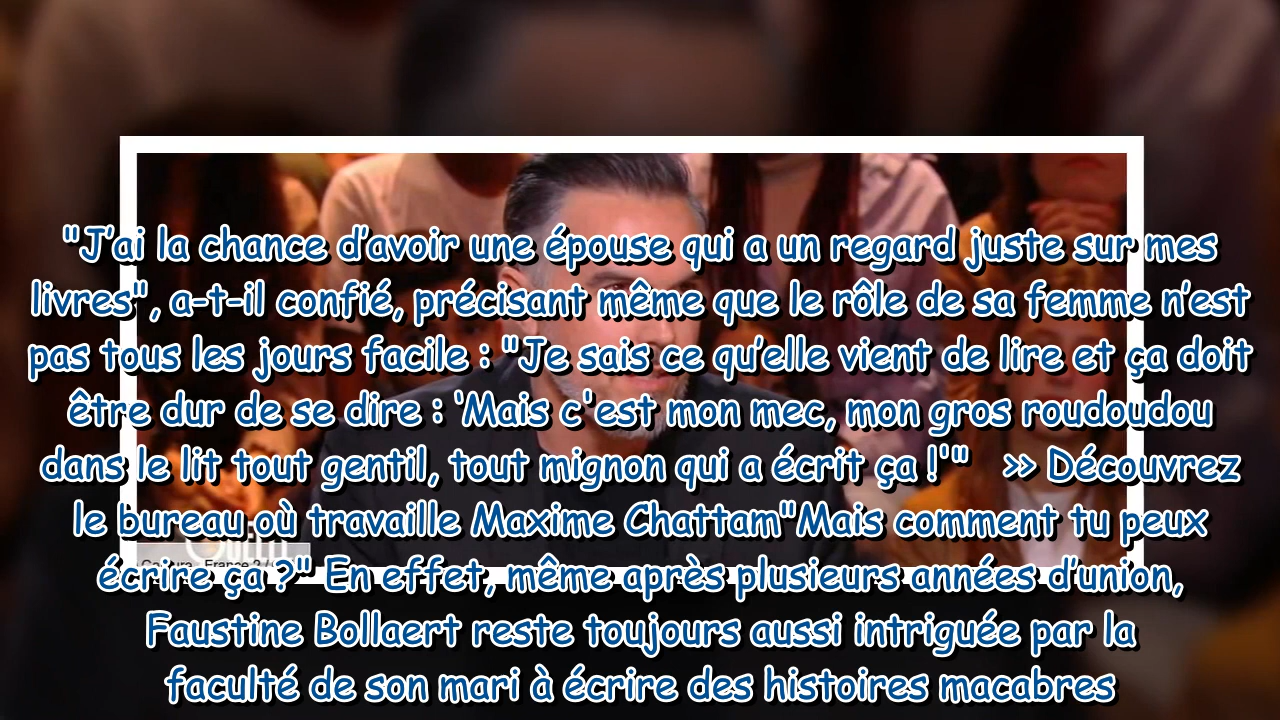 "J’ai la chance d’avoir une épouse qui a un regard juste sur mes
livres", a-t-il confié, précisant même que le rôle de sa femme n’est
pas tous les jours facile : "Je sais ce qu’elle vient de lire et ça doit
être dur de se dire : ‘Mais c'est mon mec, mon gros roudoudou
dans le lit tout gentil, tout mignon qui a écrit ça !'" >> Découvrez
le bureau où travaille Maxime Chattam"Mais comment tu peux
écrire ça ?" En effet, même après plusieurs années d’union,
Faustine Bollaert reste toujours aussi intriguée par la
faculté de son mari à écrire des histoires macabres